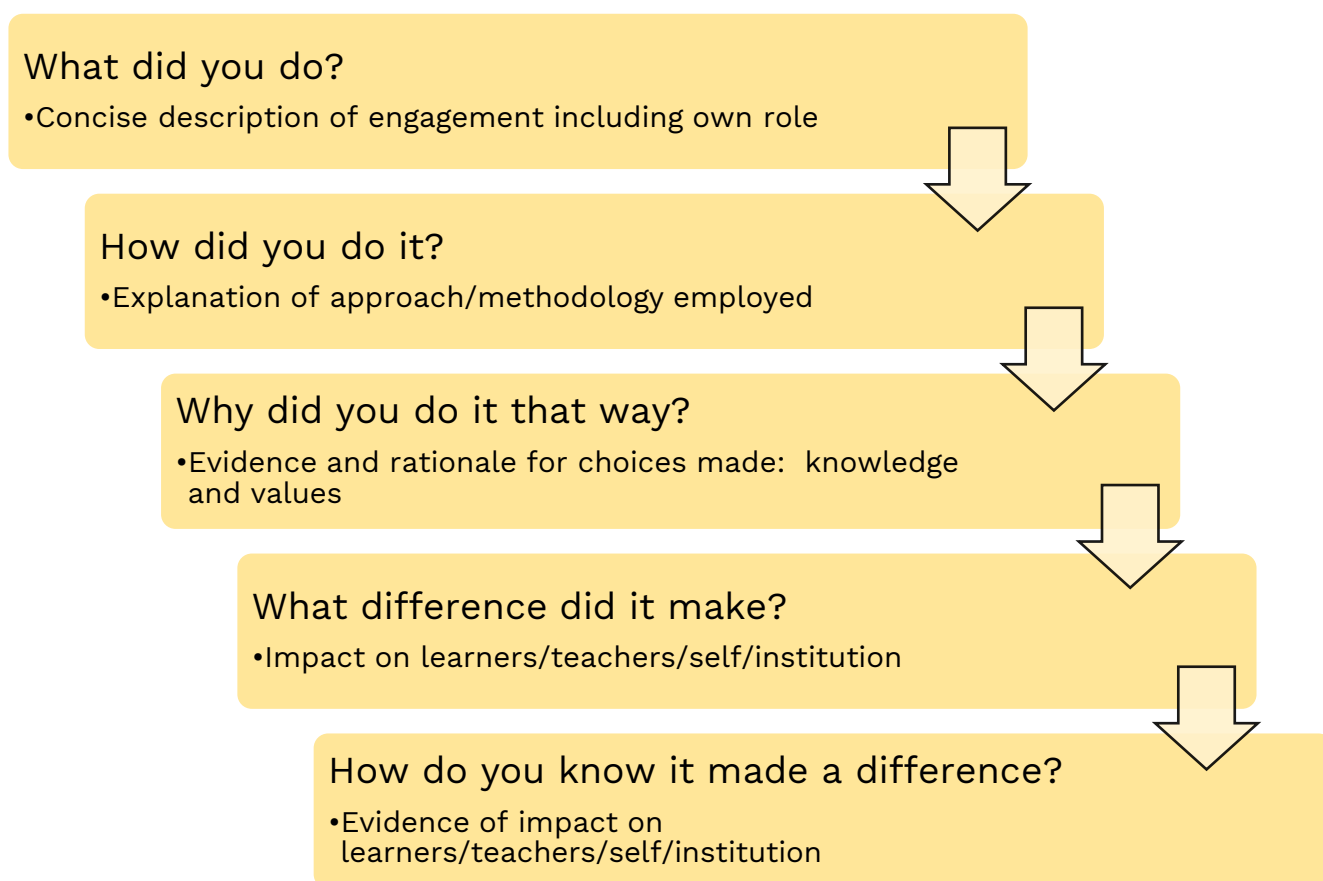 What did you do?
•Concise description of engagement including own role
How did you do it?
•Explanation of approach/methodology employed
Why did you do it that way?
•Evidence and rationale for choices made:  knowledge
and values
What difference did it make?
•Impact on learners/teachers/self/institution
How do you know it made a difference?
•Evidence of impact on
learners/teachers/self/institution